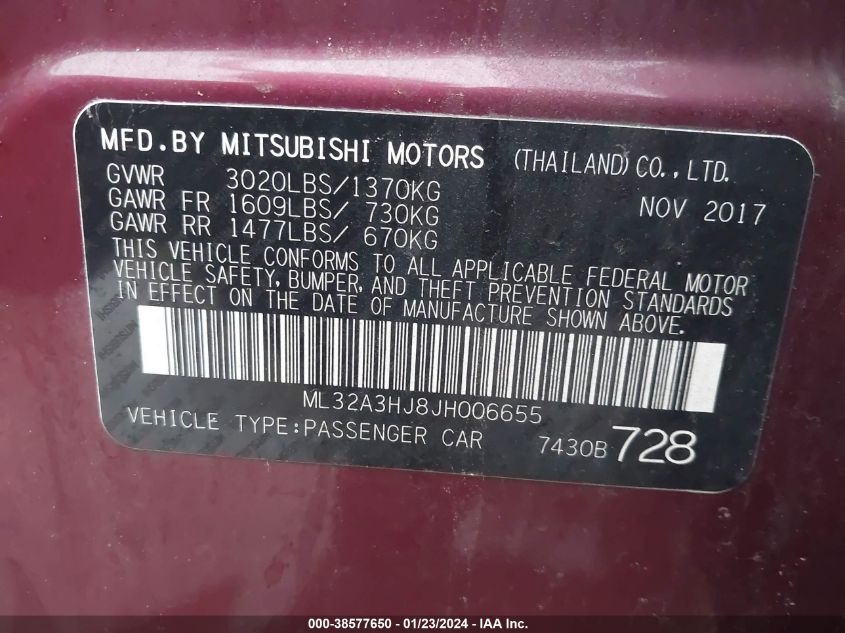 MFD.BY MITSUBISHI MOTORS (THAILAND) CO., LTD.
GVWR 3020LBS/1370KG NOV 2017
GAWR FR 1609LBS/ 730KG
GAWR RR 1477LBS/ 670KG
THIS VEHICLE CONFORMS TO ALL APPLICABLE FEDERAL MOTOR
VEHICLE SAFETY, BUMPER, AND THEFT PREVENTION STANDARDS
IN EFFECT ON THE DATE OF MANUFACTURE SHOWN ABOVE.
ML32A3HJ8JH006655
VEHICLE TYPE:PASSENGER CAR 7430B 728
000-38577650 - 01/23/2024 - IAA Inc.